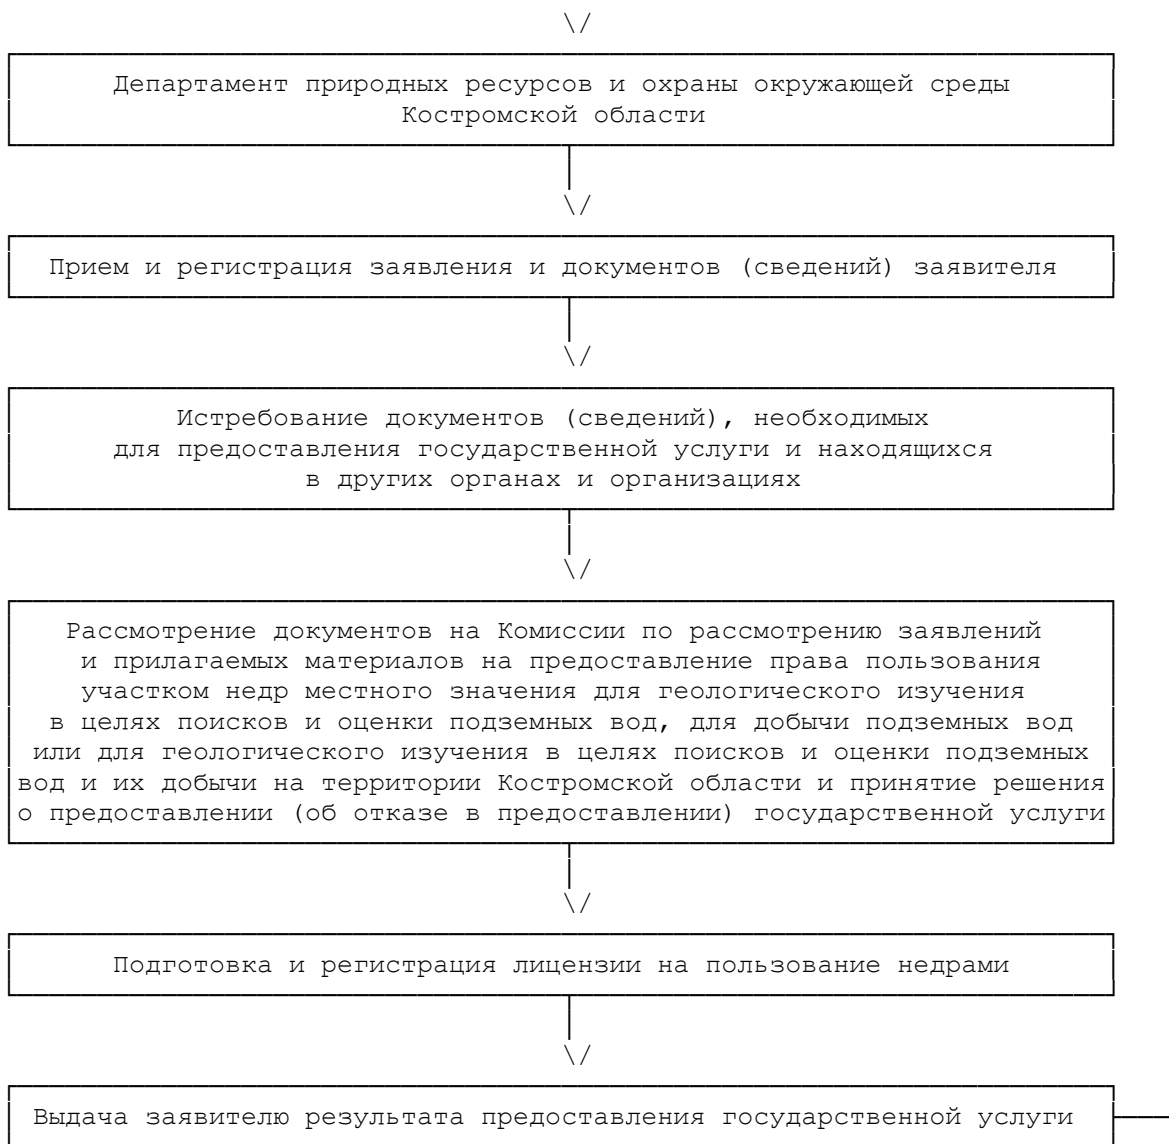 Департамент природных ресурсов и охраны окружающей среды
Костромской области
Прием и регистрация заявления и документов (сведений) заявителя
Истребование документов (сведений), необходимых
для предоставления государственной услуги и находящихся
в других органах и организациях
Рассмотрение документов на Комиссии по рассмотрению заявлений
и прилагаемых материалов на предоставление права пользования
участком недр местного значения для геологического изучения
в целях поисков и оценки подземных вод, для добычи подземных вод
или для геологического изучения в целях поисков и оценки подземных
вод и их добычи на территории Костромской области и принятие решения
о предоставлении (об отказе в предоставлении) государственной услуги
Подготовка и регистрация лицензии на пользование недрами
Выдача заявителю результата предоставления государственной услуги